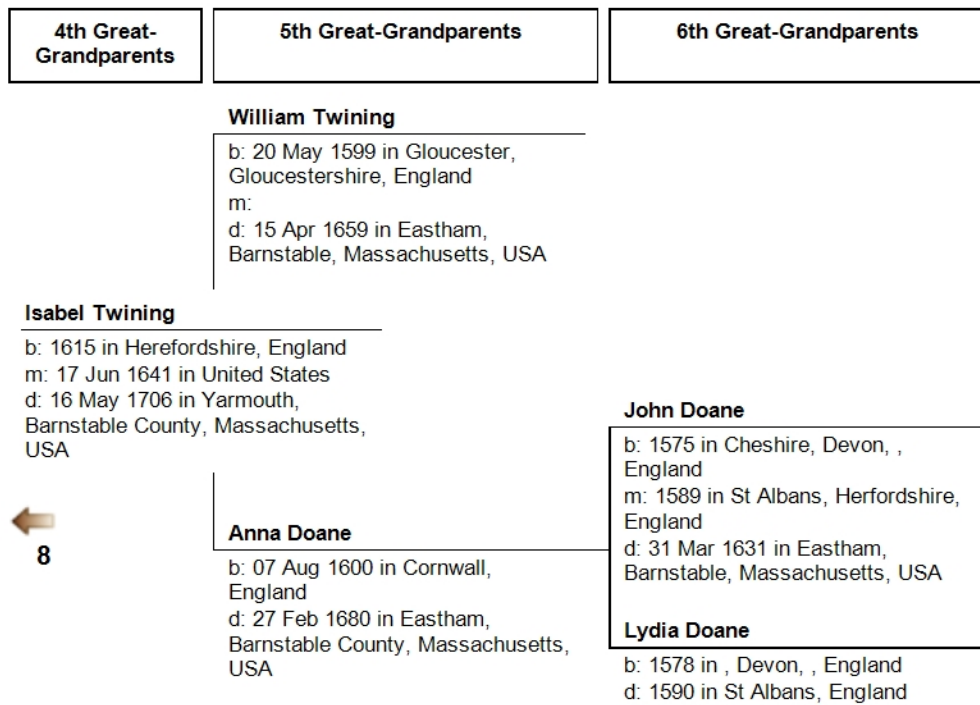 4th Great-
Grandparents
5th Great-Grandparents
6th Great-Grandparents
William Twining
b: 20 May 1599 in Gloucester,
Gloucestershire, England
m:
d: 15 Apr 1659 in Eastham,
Barnstable, Massachusetts, USA
Isabel Twining
b: 1615 in Herefordshire, England
m: 17 Jun 1641 in United States
d: 16 May 1706 in Yarmouth,
Barnstable County, Massachusetts,
USA
8
Anna Doane
b: 07 Aug 1600 in Cornwall,
England
d: 27 Feb 1680 in Eastham,
Barnstable County, Massachusetts,
USA
John Doane
b: 1575 in Cheshire, Devon, ,
England
m: 1589 in St Albans, Herfordshire,
England
d: 31 Mar 1631 in Eastham,
Barnstable, Massachusetts, USA
Lydia Doane
b: 1578 in , Devon, , England
d: 1590 in St Albans, England